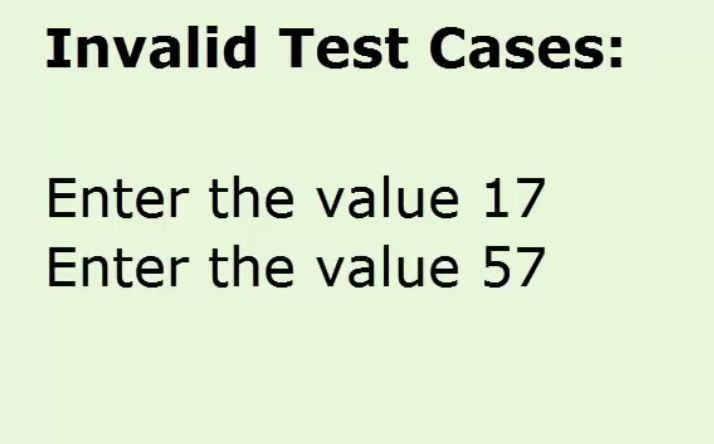 Invalid Test Cases:
Enter the value 17
Enter the value 57